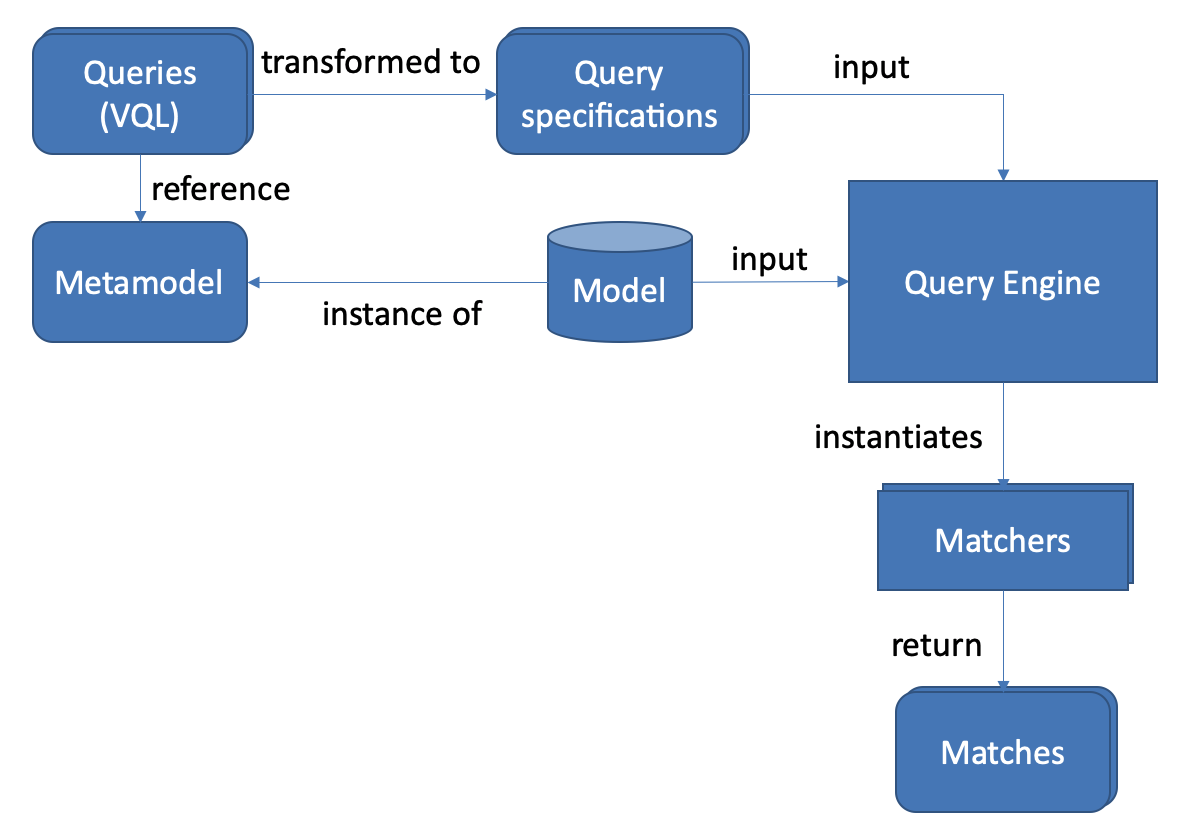 Queries
(VQL)
transformed to
Query
specifications
input
reference
Metamodel
instance of
Model
input
Query Engine
instantiates
Matchers
return
Matches